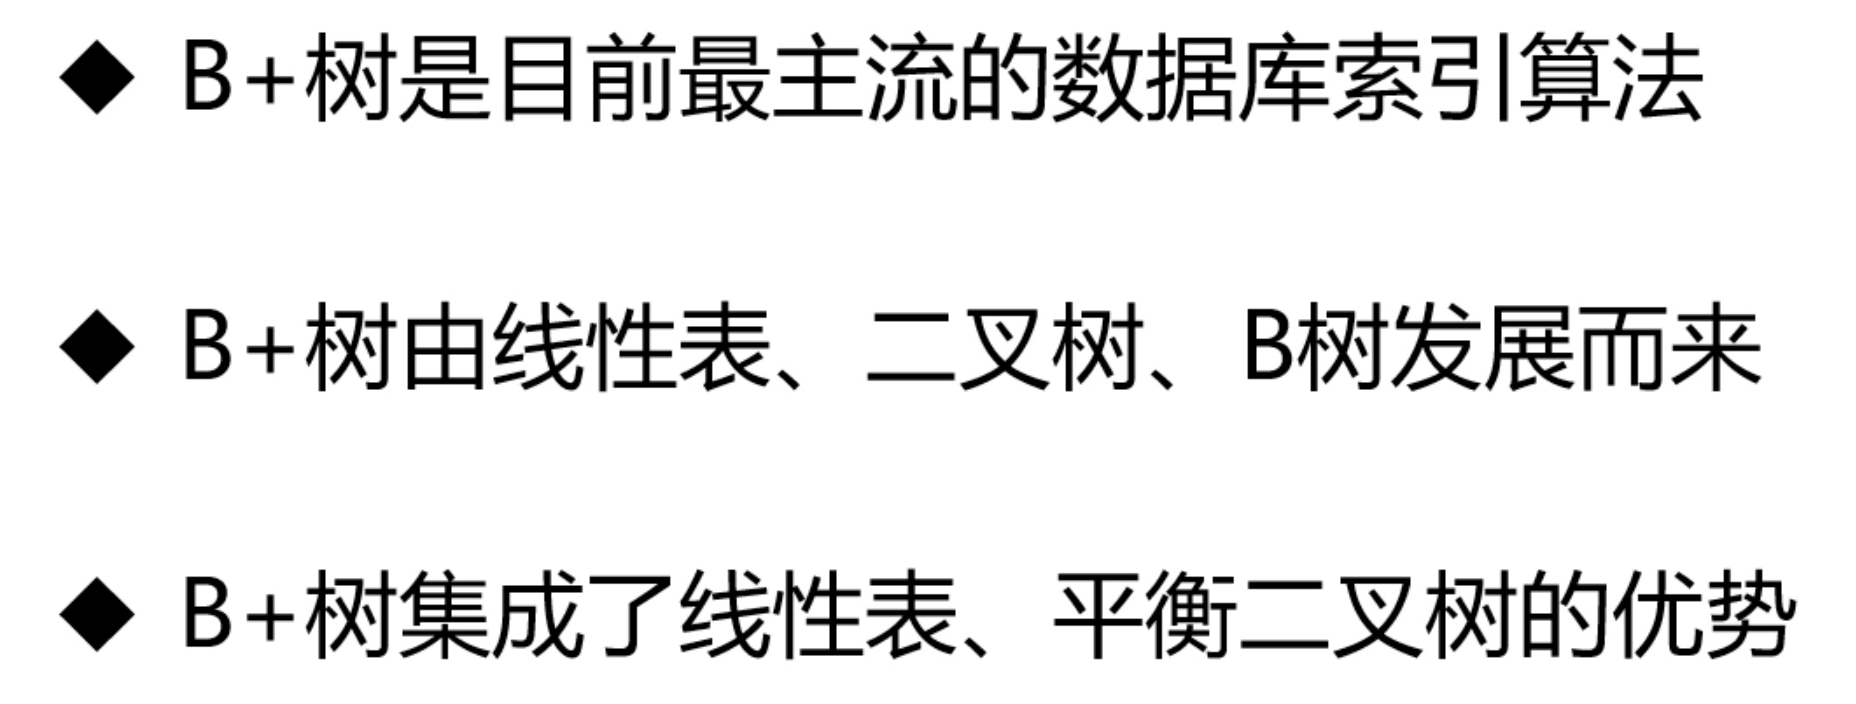 ◆ B+树是目前最主流的数据库索引算法
◆ B+树由线性表、二叉树、B树发展而来
◆ B+树集成了线性表、平衡二叉树的优势